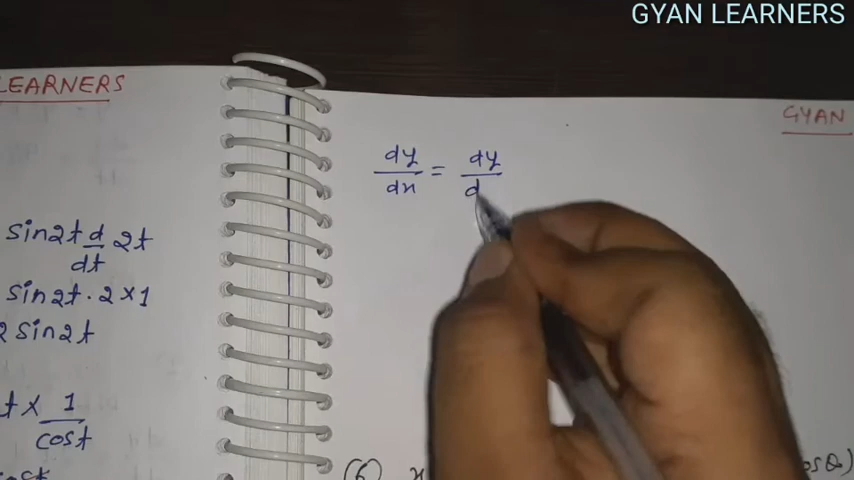 GYAN LEARNERS
LEARNERS
GYAN
sin2t d/dt 2t
sin2t · 2 × 1
2 sin2t
t × 1/cost
dy/dx = dy/d
(6)